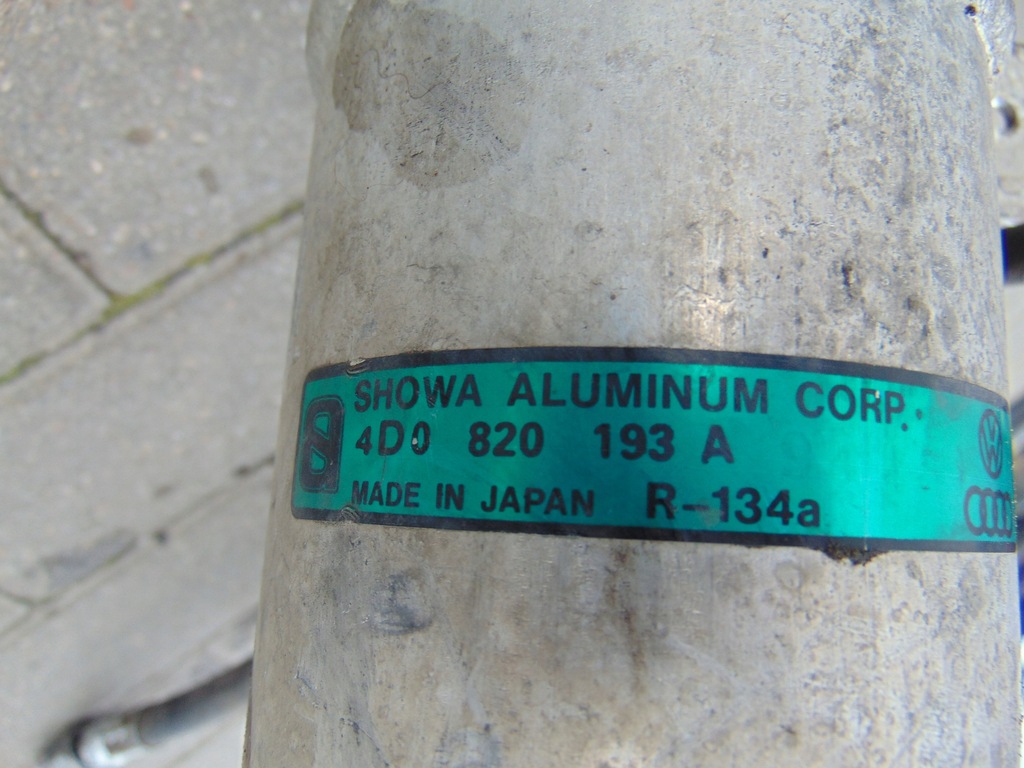 SHOWA ALUMINUM CORP.
4D0 820 193 A
MADE IN JAPAN R-134a